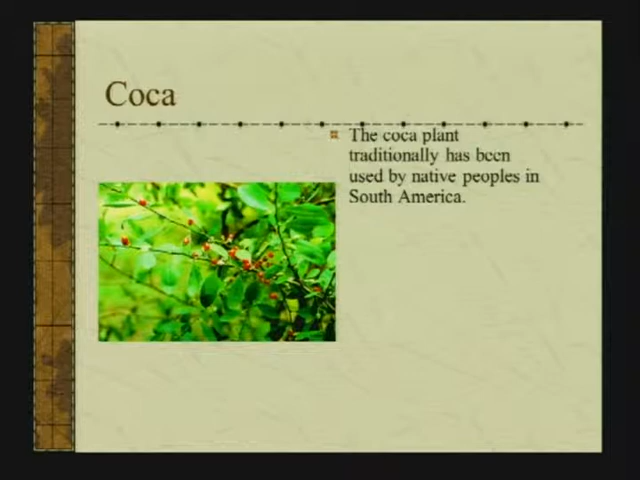 Coca
The coca plant
traditionally has been
used by native peoples in
South America.